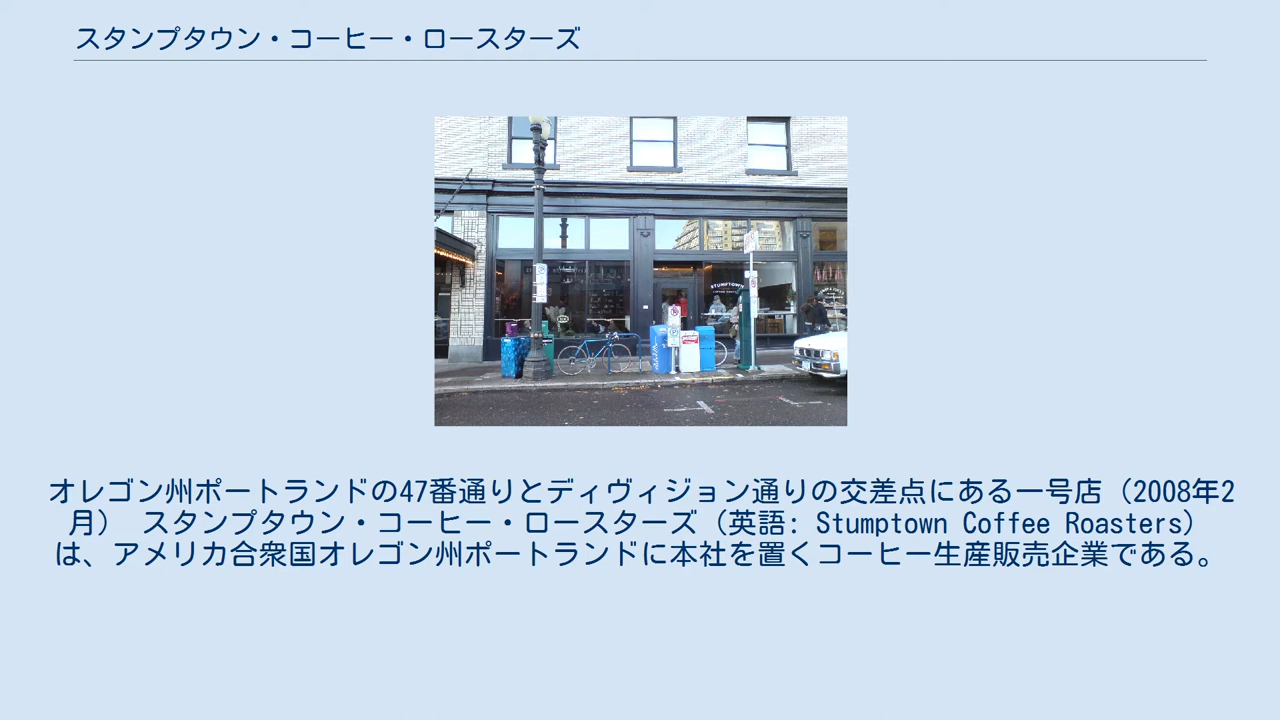 スタンプタウン・コーヒー・ロースターズ
STUMPTOWN
オレゴン州ポートランドの47番通りとディヴィジョン通りの交差点にある一号店（2008年2
月） スタンプタウン・コーヒー・ロースターズ（英語: Stumptown Coffee Roasters）
は、アメリカ合衆国オレゴン州ポートランドに本社を置くコーヒー生産販売企業である。